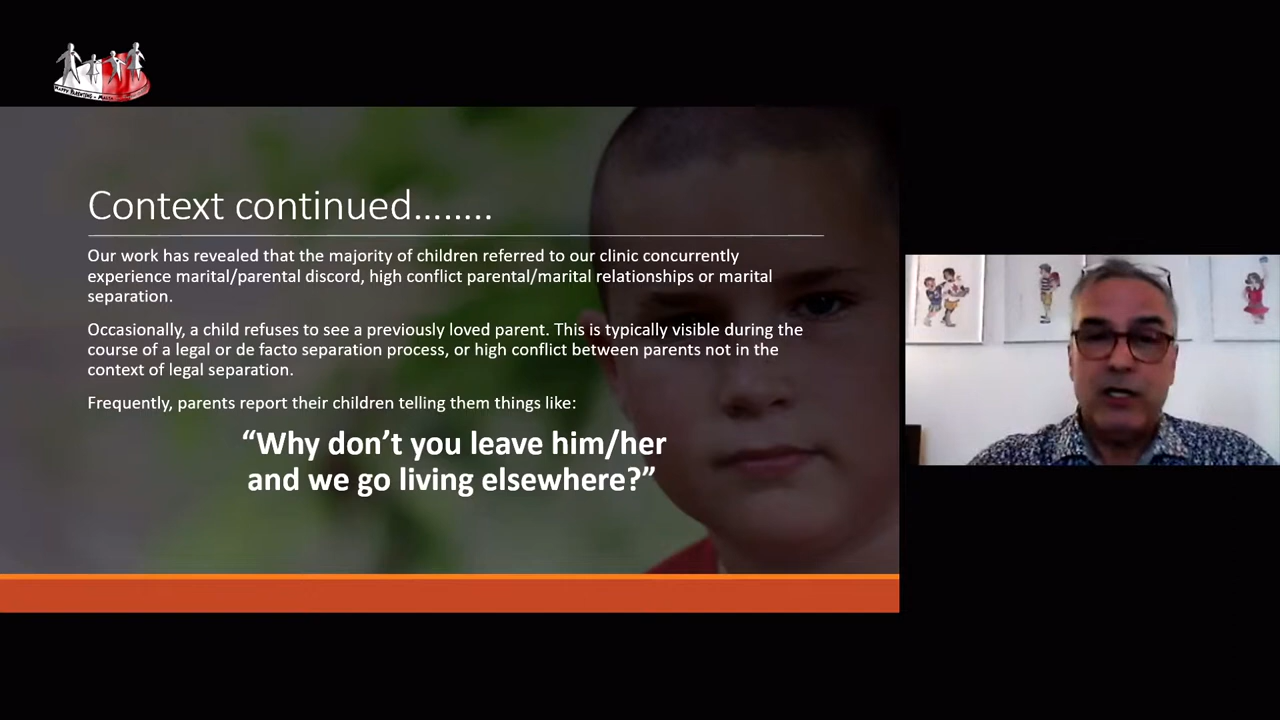 HAPPY PARENTING - MALTA
Context continued........
Our work has revealed that the majority of children referred to our clinic concurrently
experience marital/parental discord, high conflict parental/marital relationships or marital
separation.
Occasionally, a child refuses to see a previously loved parent. This is typically visible during the
course of a legal or de facto separation process, or high conflict between parents not in the
context of legal separation.
Frequently, parents report their children telling them things like:
“Why don’t you leave him/her
and we go living elsewhere?”